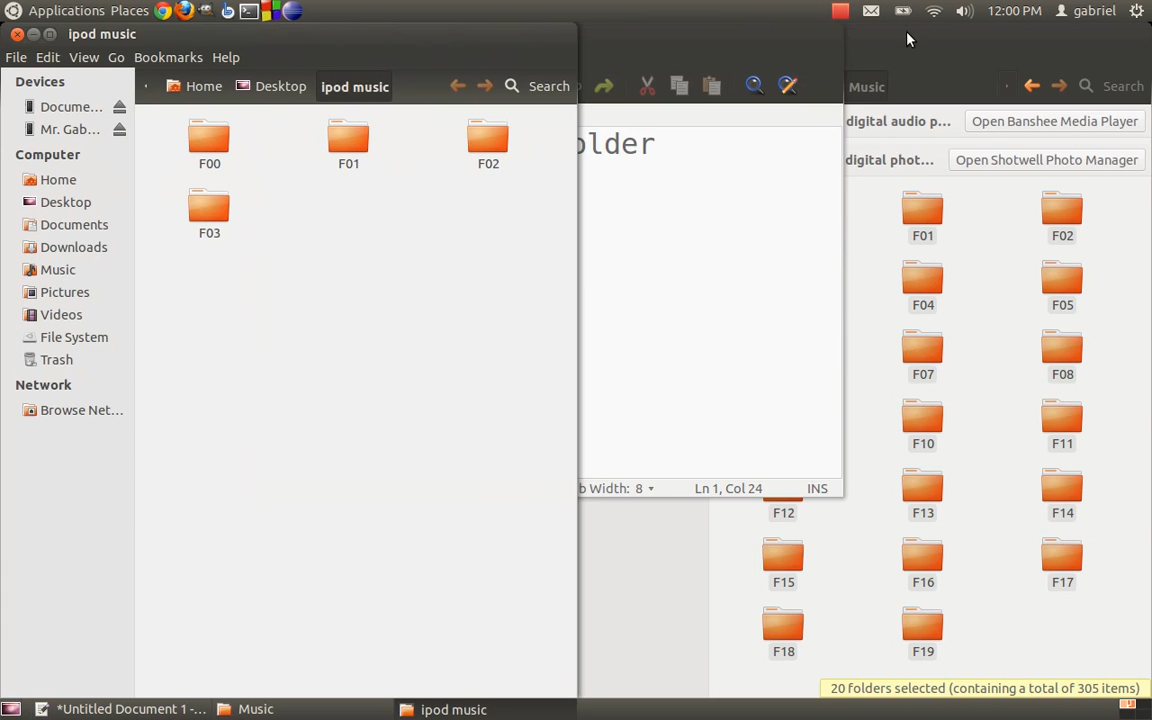 Applications Places
12:00 PM gabriel
ipod music
File Edit View Go Bookmarks Help
Devices
Docume...
Mr. Gab...
Computer
Home
Desktop
Documents
Downloads
Music
Pictures
Videos
File System
Trash
Network
Browse Net...
Home Desktop ipod music Search
F00 F01 F02
F03
older
b Width: 8 Ln 1, Col 24 INS
Music Search
digital audio p... Open Banshee Media Player
digital phot... Open Shotwell Photo Manager
F01 F02
F04 F05
F07 F08
F10 F11
F12 F13 F14
F15 F16 F17
F18 F19
20 Folders selected (containing a total of 305 items)
*Untitled Document 1 -... Music ipod music